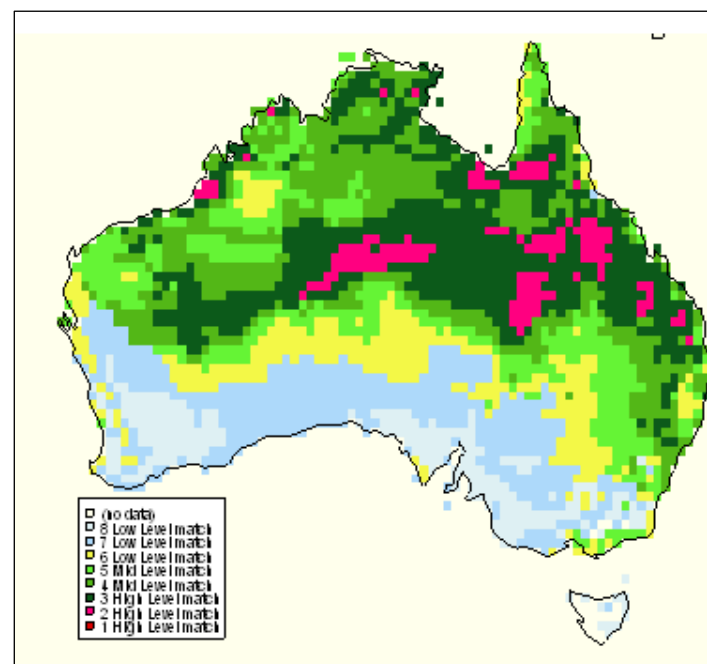 (no data)
8 Low Level match
7 Low Level match
6 Low Level match
5 Mid Level match
4 Mid Level match
3 High Level match
2 High Level match
1 High Level match